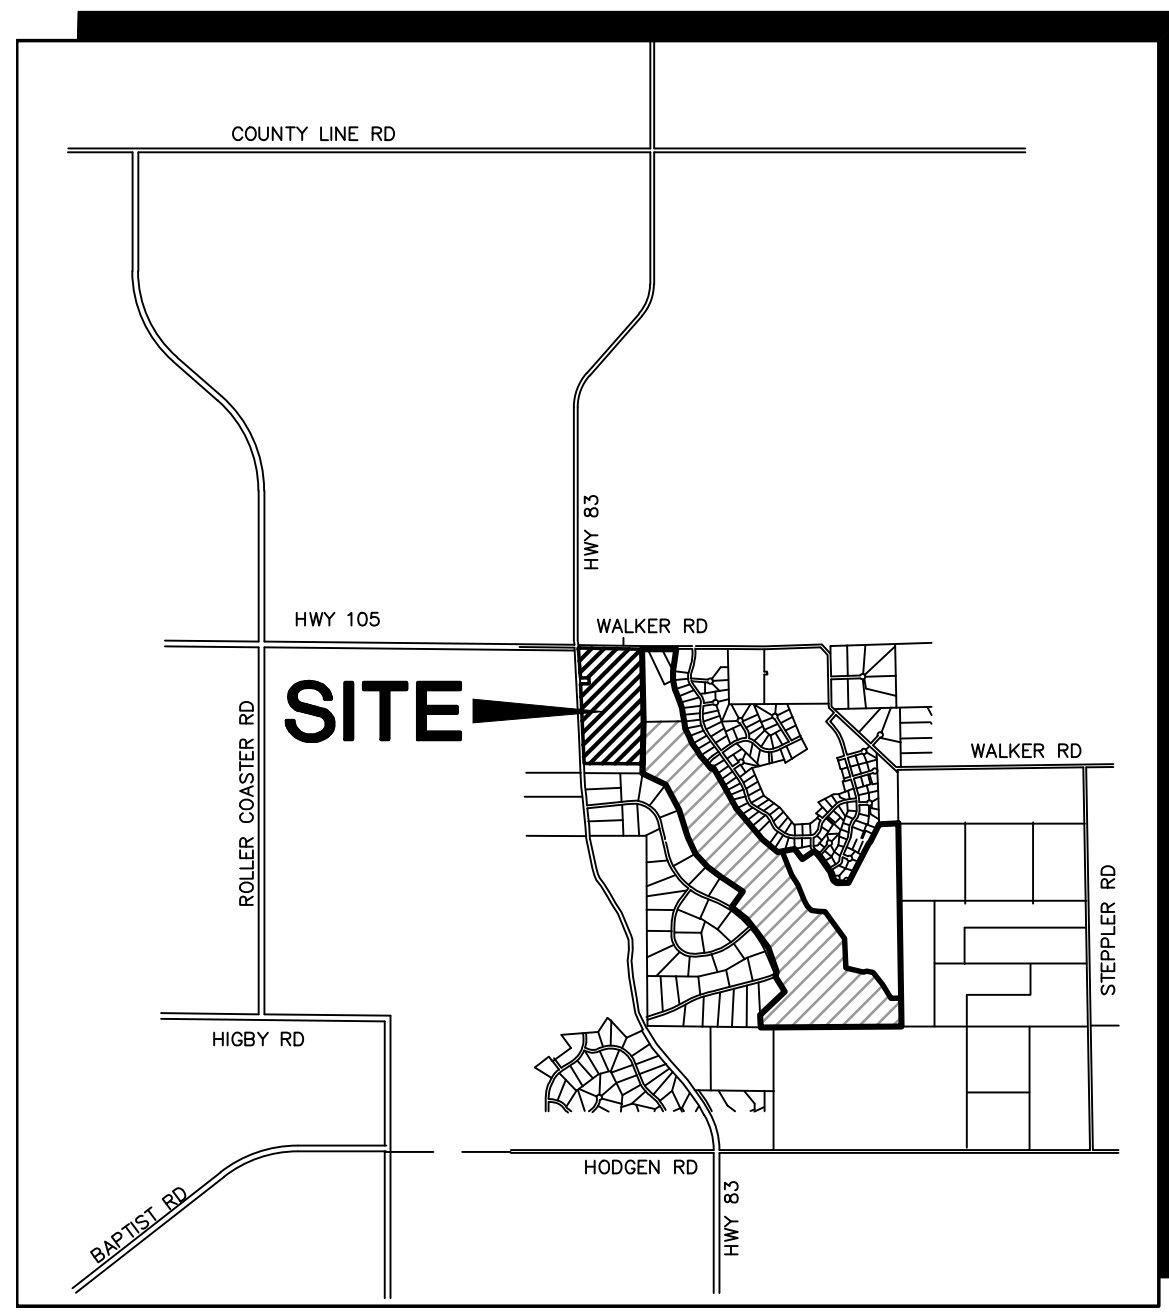 COUNTY LINE RD
HWY 83
HWY 105
WALKER RD
SITE
ROLLER COASTER RD
WALKER RD
STEPPLER RD
HIGBY RD
HODGEN RD
BAPTIST RD
HWY 83